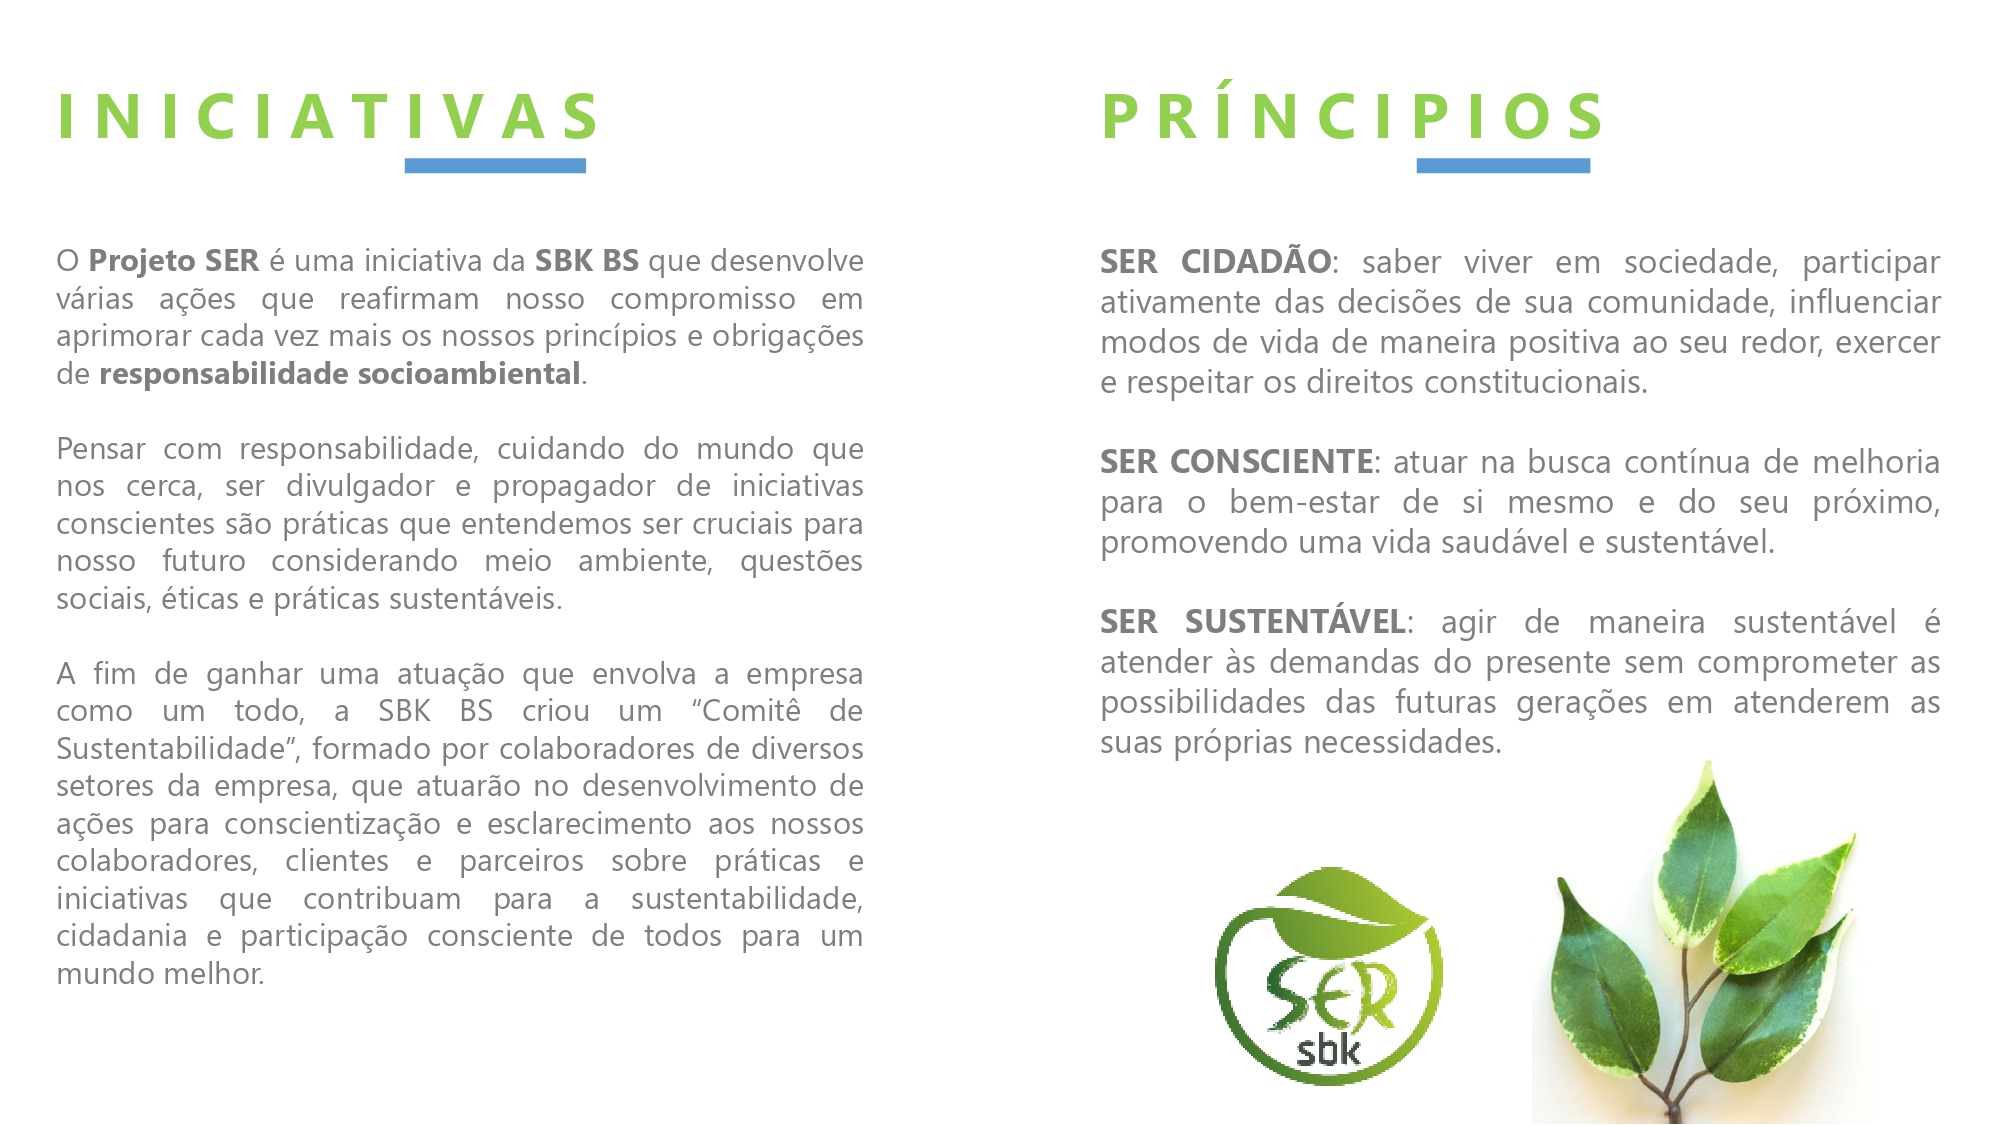 INICIATIVAS
O Projeto SER é uma iniciativa da SBK BS que desenvolve
várias ações que reafirmam nosso compromisso em
aprimorar cada vez mais os nossos princípios e obrigações
de responsabilidade socioambiental.
Pensar com responsabilidade, cuidando do mundo que
nos cerca, ser divulgador e propagador de iniciativas
conscientes são práticas que entendemos ser cruciais para
nosso futuro considerando meio ambiente, questões
sociais, éticas e práticas sustentáveis.
A fim de ganhar uma atuação que envolva a empresa
como um todo, a SBK BS criou um “Comitê de
Sustentabilidade”, formado por colaboradores de diversos
setores da empresa, que atuarão no desenvolvimento de
ações para conscientização e esclarecimento aos nossos
colaboradores, clientes e parceiros sobre práticas e
iniciativas que contribuam para a sustentabilidade,
cidadania e participação consciente de todos para um
mundo melhor.
PRÍNCIPIOS
SER CIDADÃO: saber viver em sociedade, participar
ativamente das decisões de sua comunidade, influenciar
modos de vida de maneira positiva ao seu redor, exercer
e respeitar os direitos constitucionais.
SER CONSCIENTE: atuar na busca contínua de melhoria
para o bem-estar de si mesmo e do seu próximo,
promovendo uma vida saudável e sustentável.
SER SUSTENTÁVEL: agir de maneira sustentável é
atender às demandas do presente sem comprometer as
possibilidades das futuras gerações em atenderem as
suas próprias necessidades.
SER
sbk